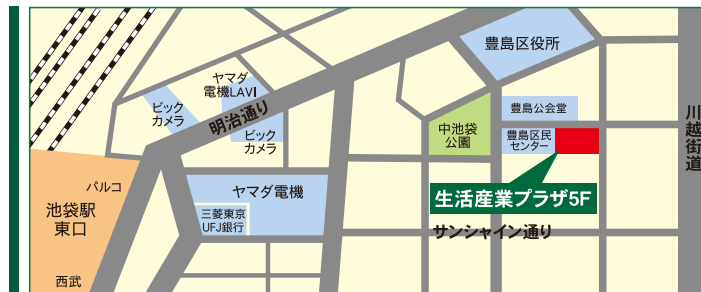 豊島区役所
ヤマダ
電機LAVI
ビック
カメラ
明治通り
ビック
カメラ
豊島公会堂
中池袋
公園
豊島区民
センター
川越街道
パルコ
池袋駅
東口
ヤマダ電機
三菱東京
UFJ銀行
生活産業プラザ5F
サンシャイン通り
西武